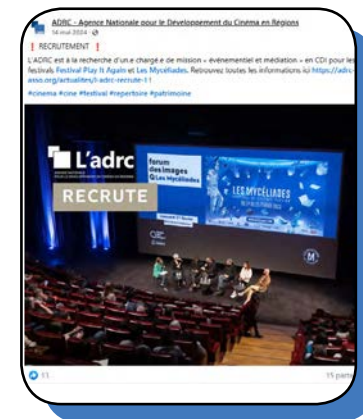 ADRC - Agence Nationale pour le Développement du Cinéma en Régions
14 mai 2024
❗ RECRUTEMENT ❗
L'ADRC est à la recherche d'un.e chargé.e de mission « événementiel et médiation » en CDI pour les
festivals Festival Play It Again et Les Mycéliades. Retrouvez toutes les informations ici https://adrc-
asso.org/actualites/l-adrc-recrute-11
#cinema #cine #festival #repertoire #patrimoine
L'adrc
RECRUTE
forum
des images
Les Mycéliades
LES MYCÉLIADES
M
15 parta